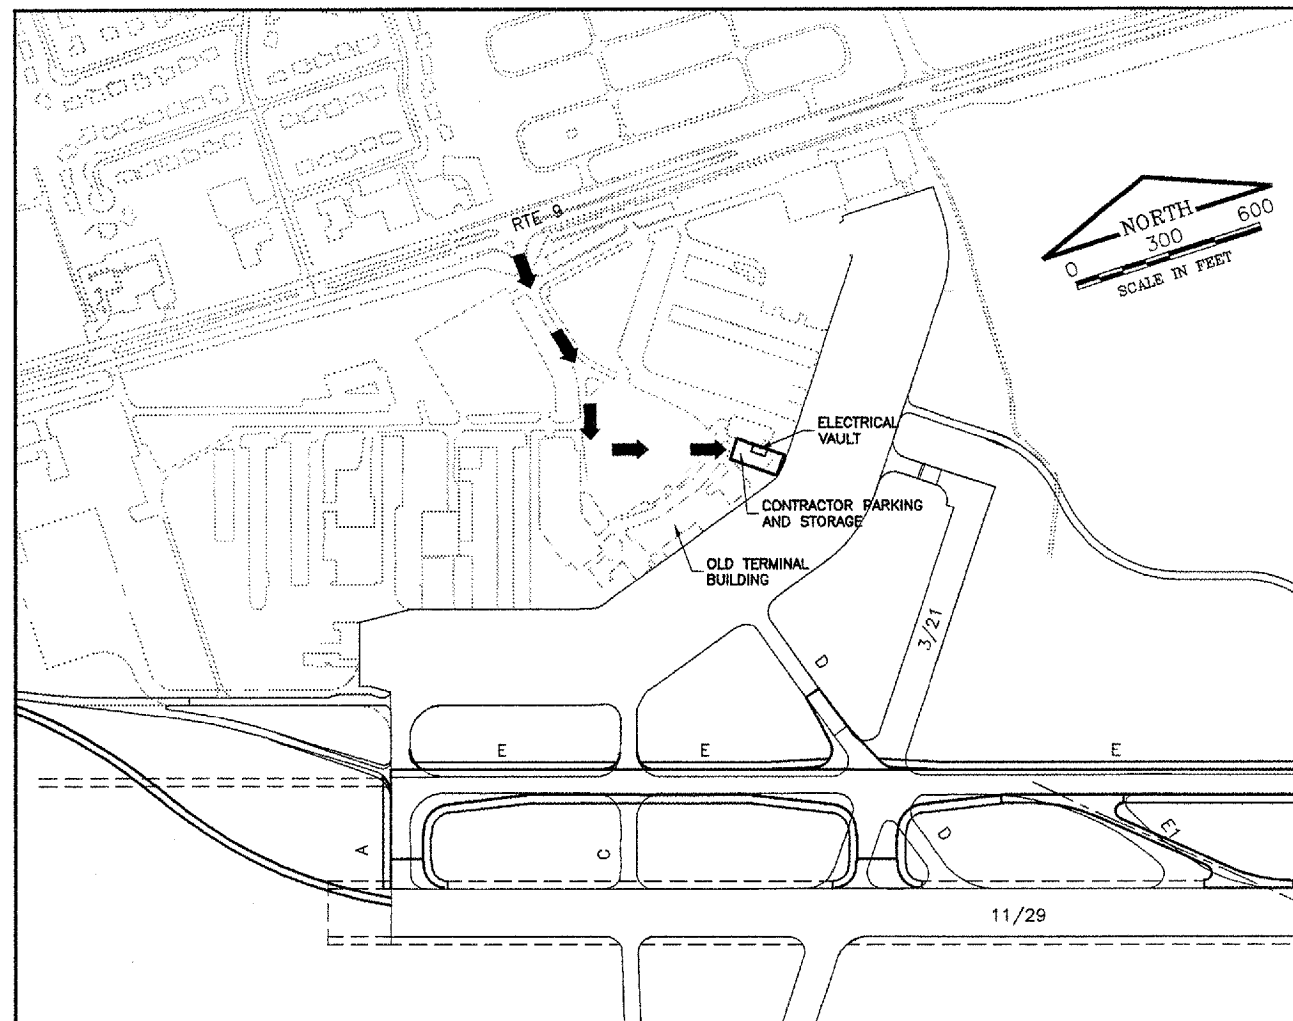 RTE 9
NORTH
0 300 600
SCALE IN FEET
ELECTRICAL
VAULT
CONTRACTOR PARKING
AND STORAGE
OLD TERMINAL
BUILDING
3/21
D
E
E
E
A
C
D
E1
11/29